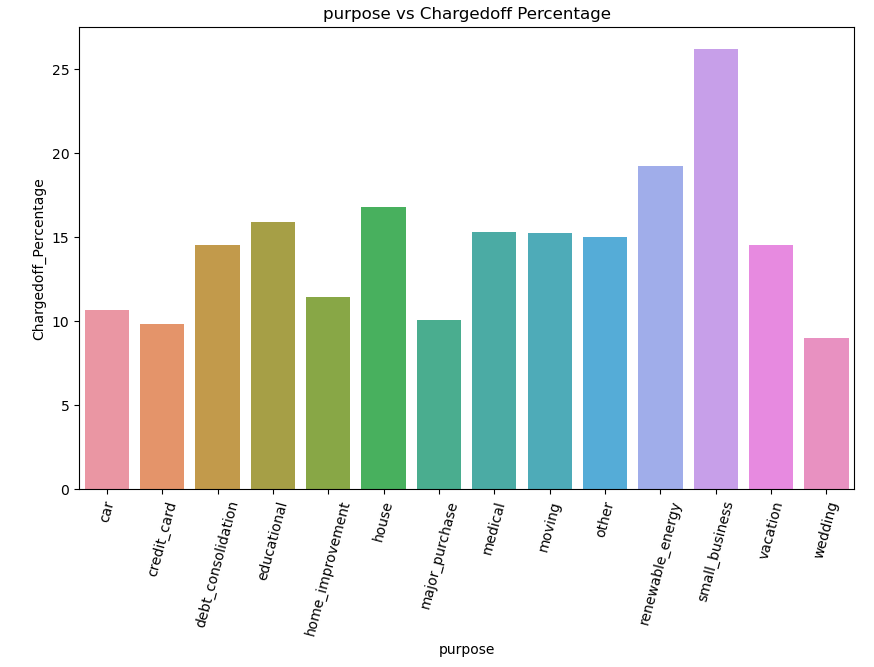 purpose vs Chargedoff Percentage
Chargedoff_Percentage
25
20
15
10
5
0
car
credit_card
debt_consolidation
educational
home_improvement
house
major_purchase
medical
moving
other
renewable_energy
small_business
vacation
wedding
purpose